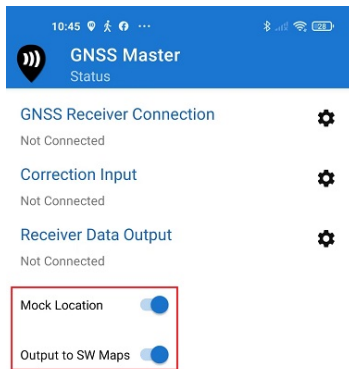 10:45
GNSS Master
Status
GNSS Receiver Connection
Not Connected
Correction Input
Not Connected
Receiver Data Output
Not Connected
Mock Location
Output to SW Maps